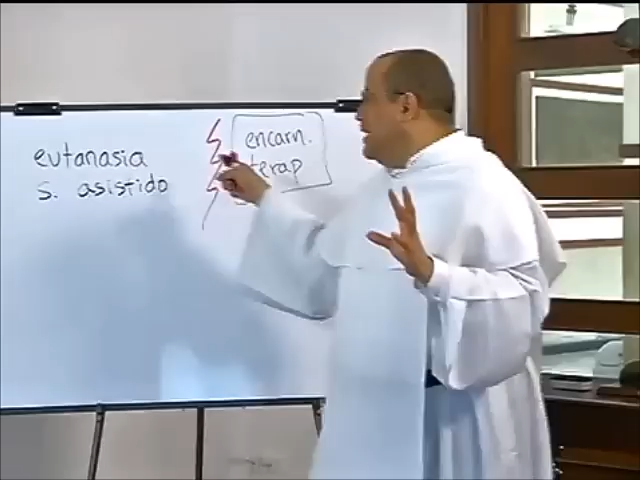 eutanasia
s. asistido
encarn.
terap